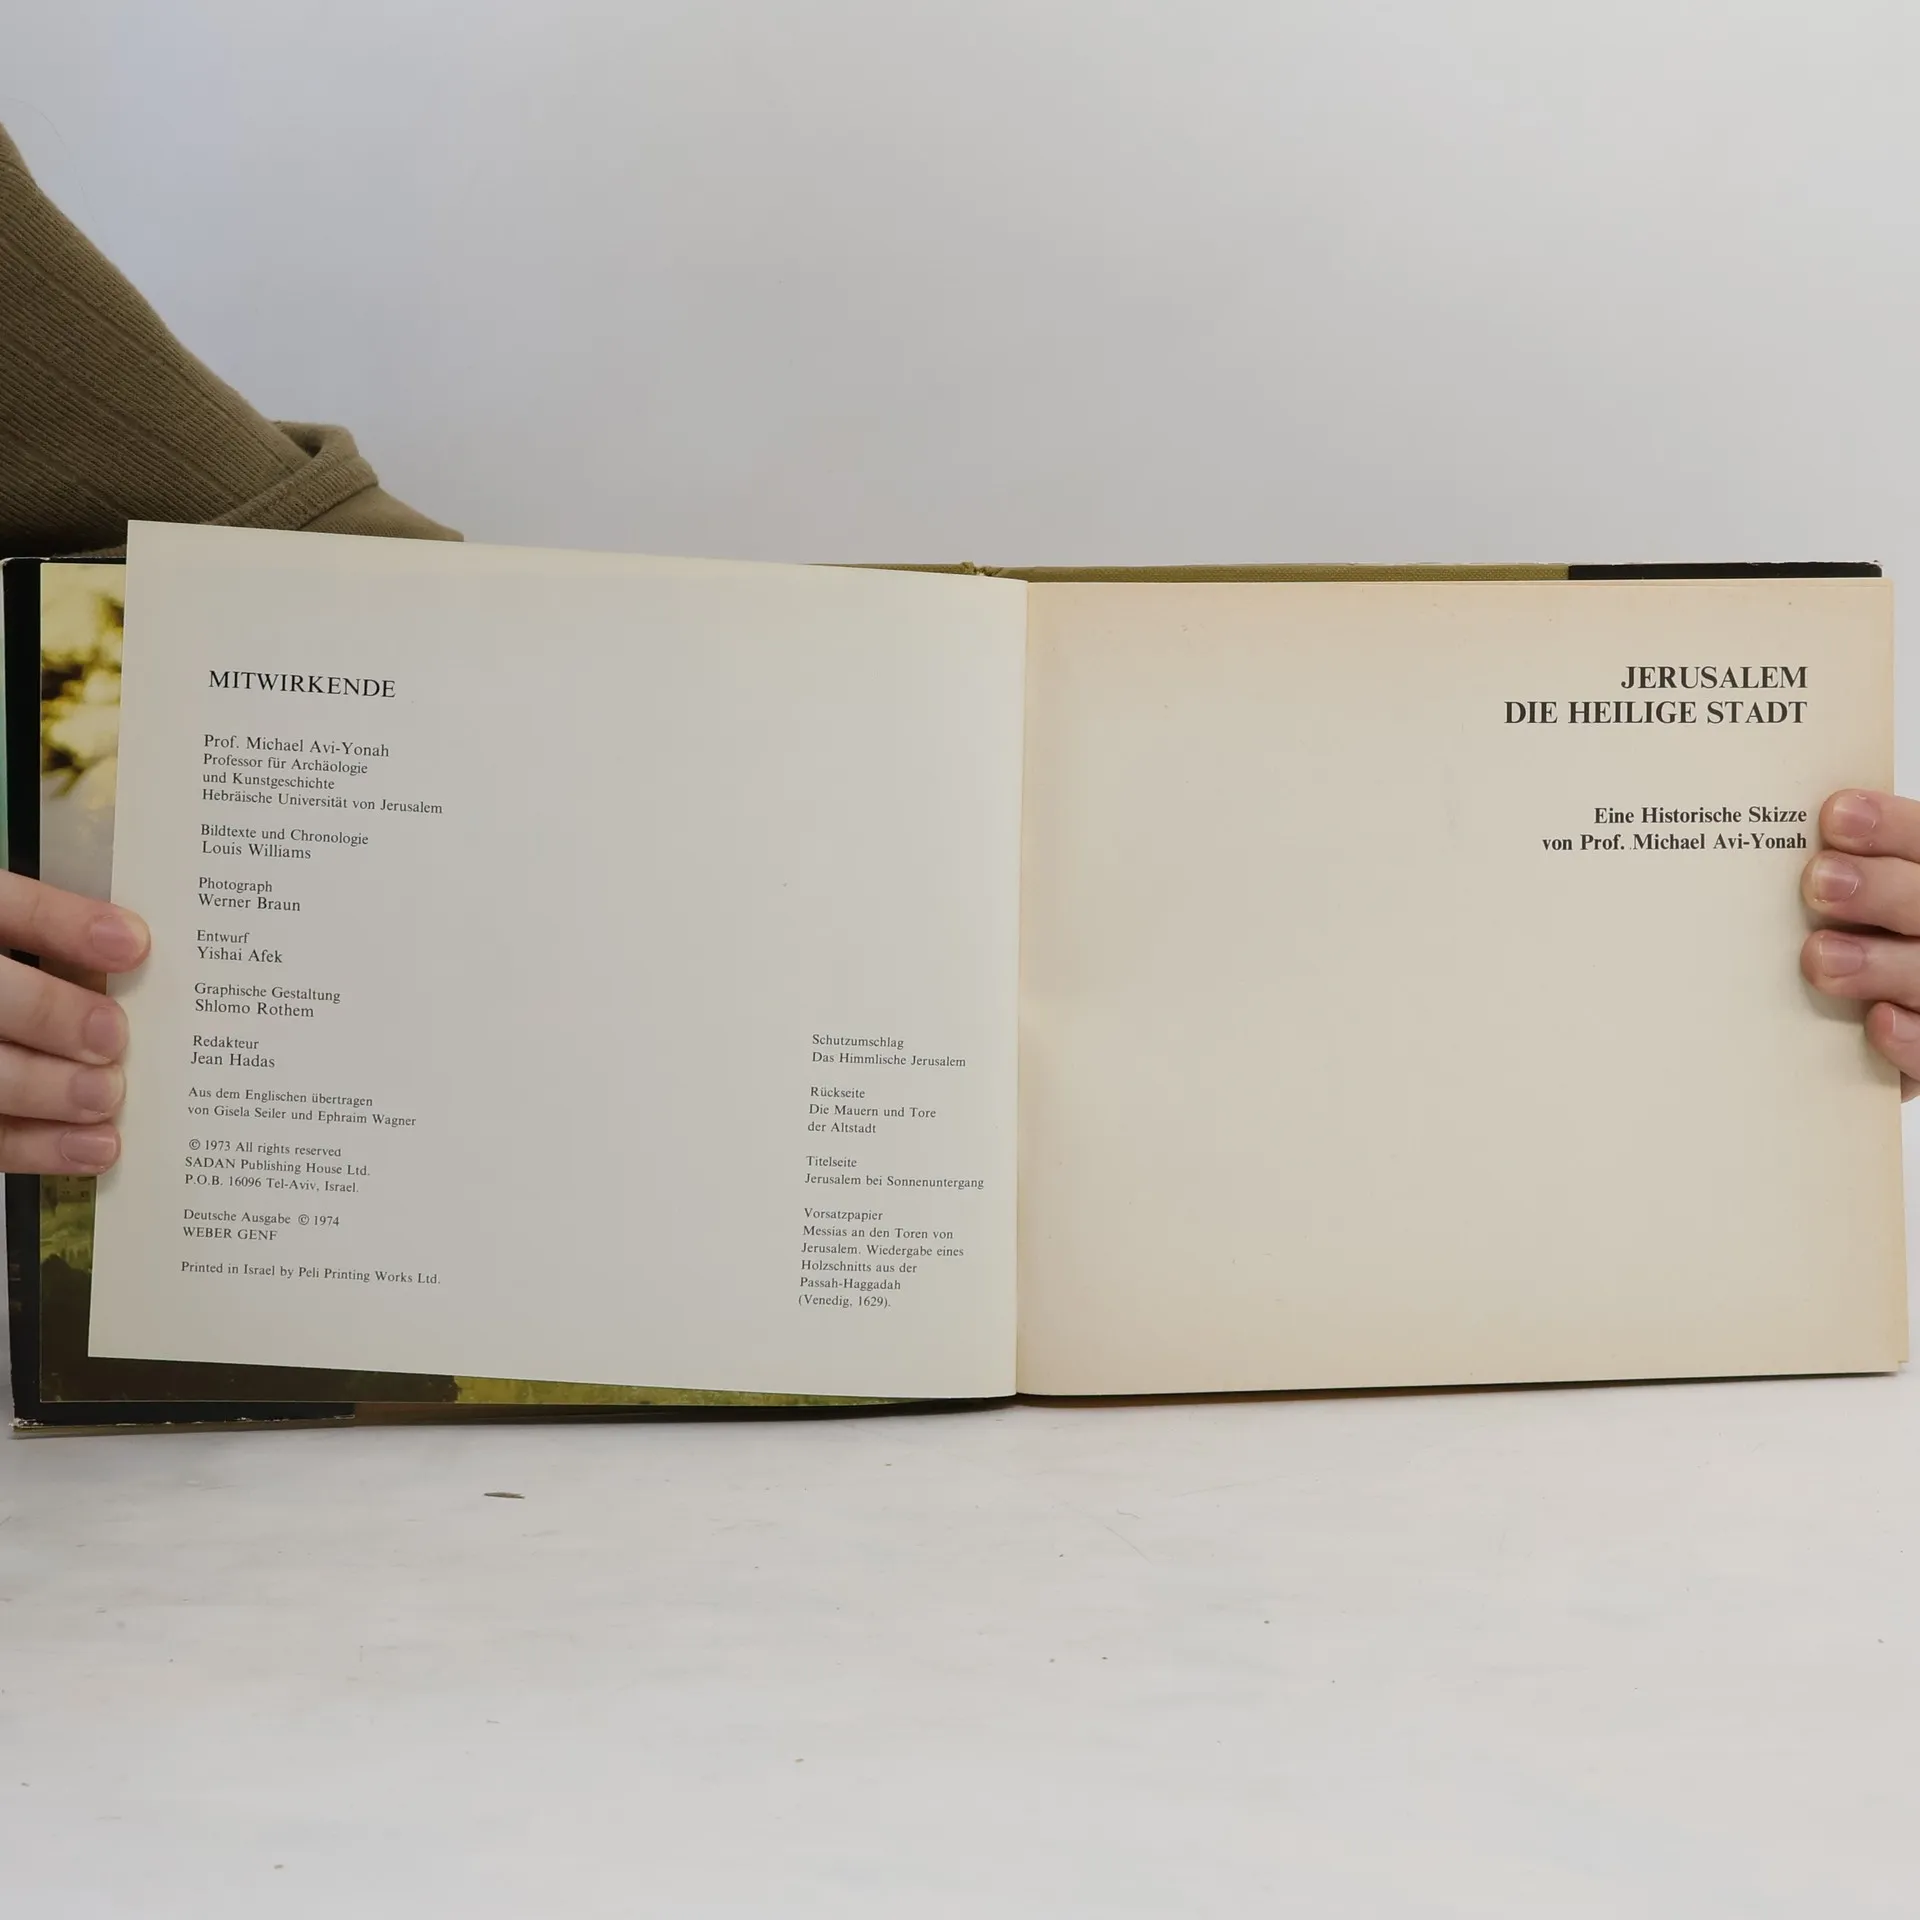 MITWIRKENDE
Prof. Michael Avi-Yonah
Professor für Archäologie
und Kunstgeschichte
Hebräische Universität von Jerusalem
Bildtexte und Chronologie
Louis Williams
Photograph
Werner Braun
Entwurf
Yishai Afek
Graphische Gestaltung
Shlomo Rothem
Redakteur
Jean Hadas
Aus dem Englischen übertragen
von Gisela Seiler und Ephraim Wagner
© 1973 All rights reserved
SADAN Publishing House Ltd.
P.O.B. 16096 Tel-Aviv, Israel.
Deutsche Ausgabe © 1974
WEBER GENF
Printed in Israel by Peli Printing Works Ltd.
Schutzumschlag
Das Himmlische Jerusalem
Rückseite
Die Mauern und Tore
der Altstadt
Titelseite
Jerusalem bei Sonnenuntergang
Vorsatzpapier
Messias an den Toren von
Jerusalem. Wiedergabe eines
Holzschnitts aus der
Passah-Haggadah
(Venedig, 1629).
JERUSALEM
DIE HEILIGE STADT
Eine Historische Skizze
von Prof. Michael Avi-Yonah